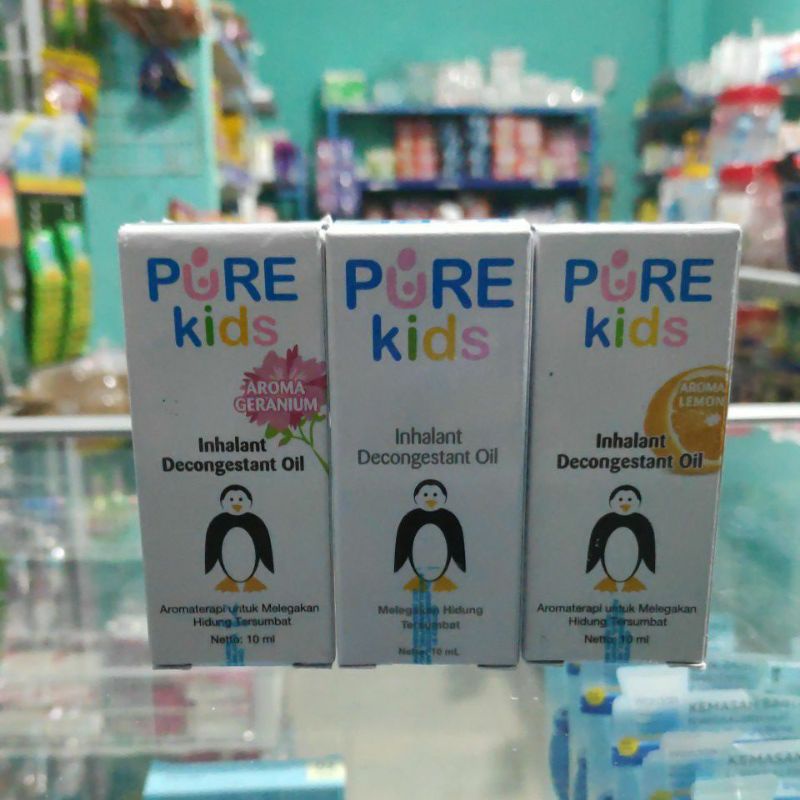 PURE
kids
AROMA
GERANIUM
Inhalant
Decongestant Oil
Aromaterapi untuk Melegakan
Hidung Tersumbat
Netto: 10 ml
PURE
kids
Inhalant
Decongestant Oil
Melegakan Hidung
Tersumbat
Netto: 10 mL
PURE
kids
AROMA
LEMON
Inhalant
Decongestant Oil
Aromaterapi untuk Melegakan
Hidung Tersumbat
Netto: 10 ml
KEMASAN
KEMASAN